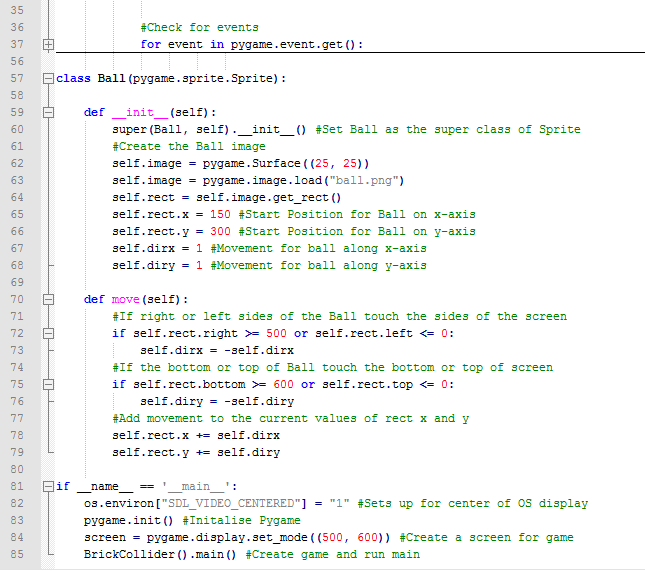 35
36 #Check for events
37 for event in pygame.event.get():
56
57 class Ball(pygame.sprite.Sprite):
58
59 def __init__(self):
60 super(Ball, self).__init__() #Set Ball as the super class of Sprite
61 #Create the Ball image
62 self.image = pygame.Surface((25, 25))
63 self.image = pygame.image.load("ball.png")
64 self.rect = self.image.get_rect()
65 self.rect.x = 150 #Start Position for Ball on x-axis
66 self.rect.y = 300 #Start Position for Ball on y-axis
67 self.dirx = 1 #Movement for ball along x-axis
68 self.diry = 1 #Movement for ball along y-axis
69
70 def move(self):
71 #If right or left sides of the Ball touch the sides of the screen
72 if self.rect.right >= 500 or self.rect.left <= 0:
73 self.dirx = -self.dirx
74 #If the bottom or top of Ball touch the bottom or top of screen
75 if self.rect.bottom >= 600 or self.rect.top <= 0:
76 self.diry = -self.diry
77 #Add movement to the current values of rect x and y
78 self.rect.x += self.dirx
79 self.rect.y += self.diry
80
81 if __name__ == '__main__':
82 os.environ["SDL_VIDEO_CENTERED"] = "1" #Sets up for center of OS display
83 pygame.init() #Initalise Pygame
84 screen = pygame.display.set_mode((500, 600)) #Create a screen for game
85 BrickCollider().main() #Create game and run main